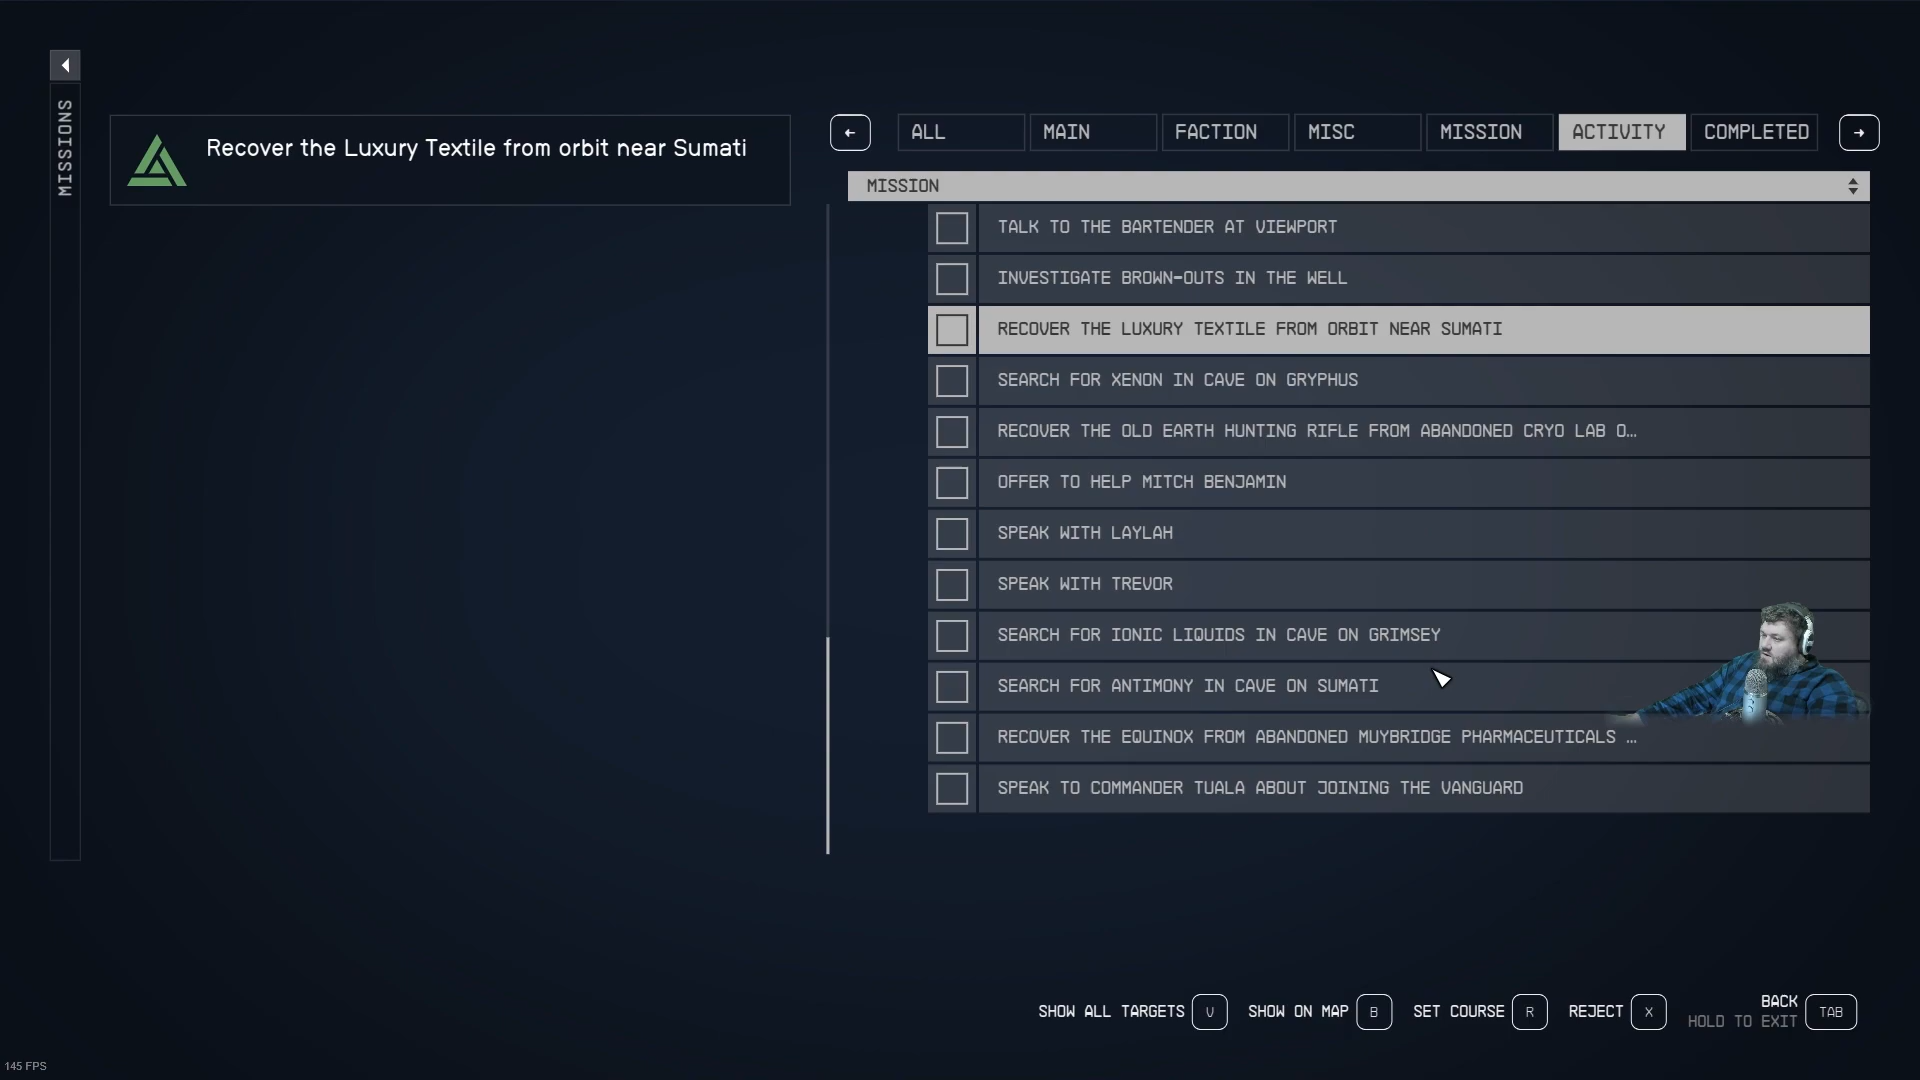 MISSIONS
Recover the Luxury Textile from orbit near Sumati
ALL
MAIN
FACTION
MISC
MISSION
ACTIVITY
COMPLETED
MISSION
TALK TO THE BARTENDER AT VIEWPORT
INVESTIGATE BROWN-OUTS IN THE WELL
RECOVER THE LUXURY TEXTILE FROM ORBIT NEAR SUMATI
SEARCH FOR XENON IN CAVE ON GRYPHUS
RECOVER THE OLD EARTH HUNTING RIFLE FROM ABANDONED CRYO LAB O...
OFFER TO HELP MITCH BENJAMIN
SPEAK WITH LAYLAH
SPEAK WITH TREVOR
SEARCH FOR IONIC LIQUIDS IN CAVE ON GRIMSEY
SEARCH FOR ANTIMONY IN CAVE ON SUMATI
RECOVER THE EQUINOX FROM ABANDONED MUYBRIDGE PHARMACEUTICALS ...
SPEAK TO COMMANDER TUALA ABOUT JOINING THE VANGUARD
SHOW ALL TARGETS V
SHOW ON MAP B
SET COURSE R
REJECT X
BACK
HOLD TO EXIT
TAB
145 FPS